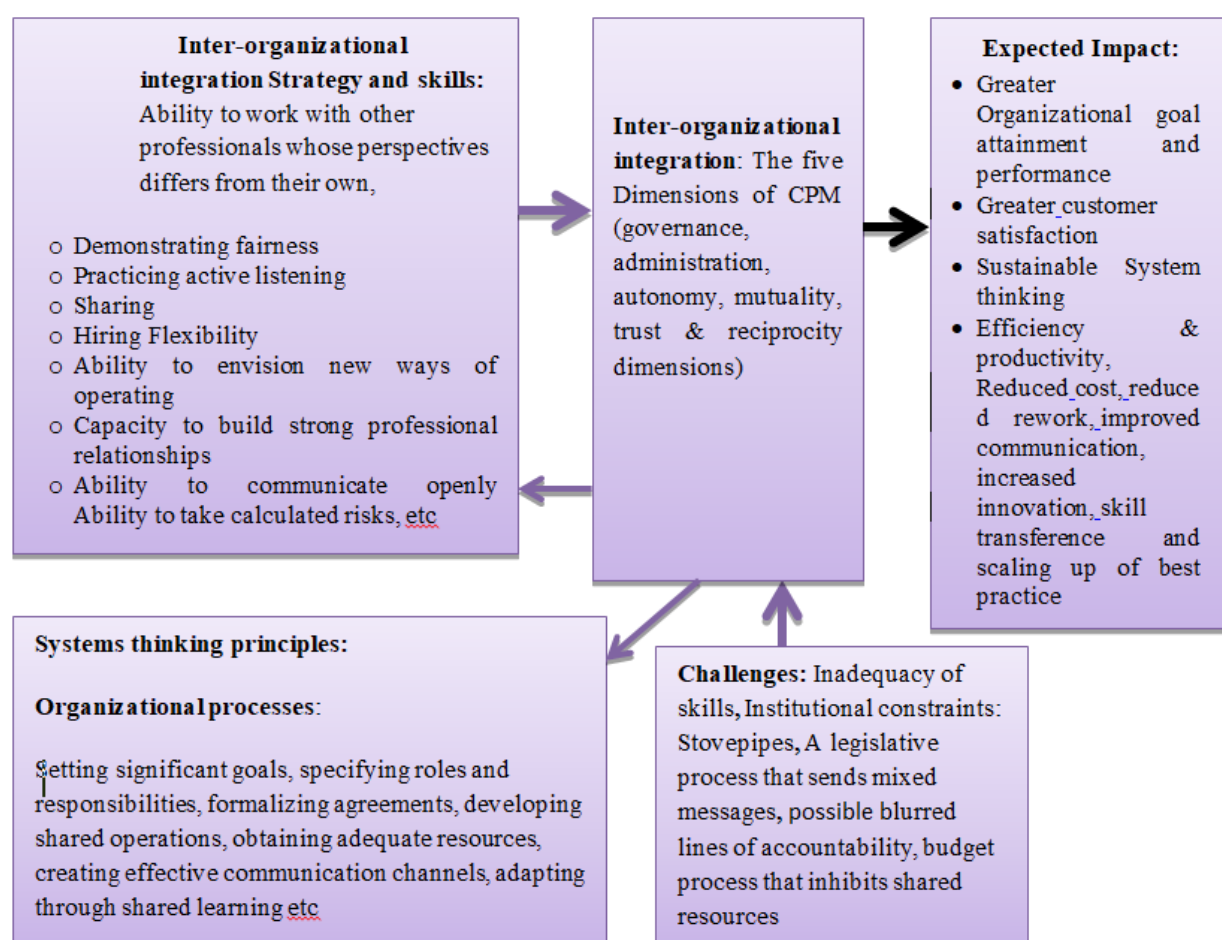 Inter-organizational
integration Strategy and skills:
Ability to work with other
professionals whose perspectives
differs from their own,
o Demonstrating fairness
o Practicing active listening
o Sharing
o Hiring Flexibility
o Ability to envision new ways of
operating
o Capacity to build strong professional
relationships
o Ability to communicate openly
Ability to take calculated risks, etc
Inter-organizational
integration: The five
Dimensions of CPM
(governance,
administration,
autonomy, mutuality,
trust & reciprocity
dimensions)
Expected Impact:
• Greater
Organizational goal
attainment and
performance
• Greater customer
satisfaction
• Sustainable System
thinking
• Efficiency &
productivity,
Reduced cost, reduce
d rework, improved
communication,
increased
innovation, skill
transference and
scaling up of best
practice
Systems thinking principles:
Organizational processes:
Setting significant goals, specifying roles and
responsibilities, formalizing agreements, developing
shared operations, obtaining adequate resources,
creating effective communication channels, adapting
through shared learning etc
Challenges: Inadequacy of
skills, Institutional constraints:
Stovepipes, A legislative
process that sends mixed
messages, possible blurred
lines of accountability, budget
process that inhibits shared
resources